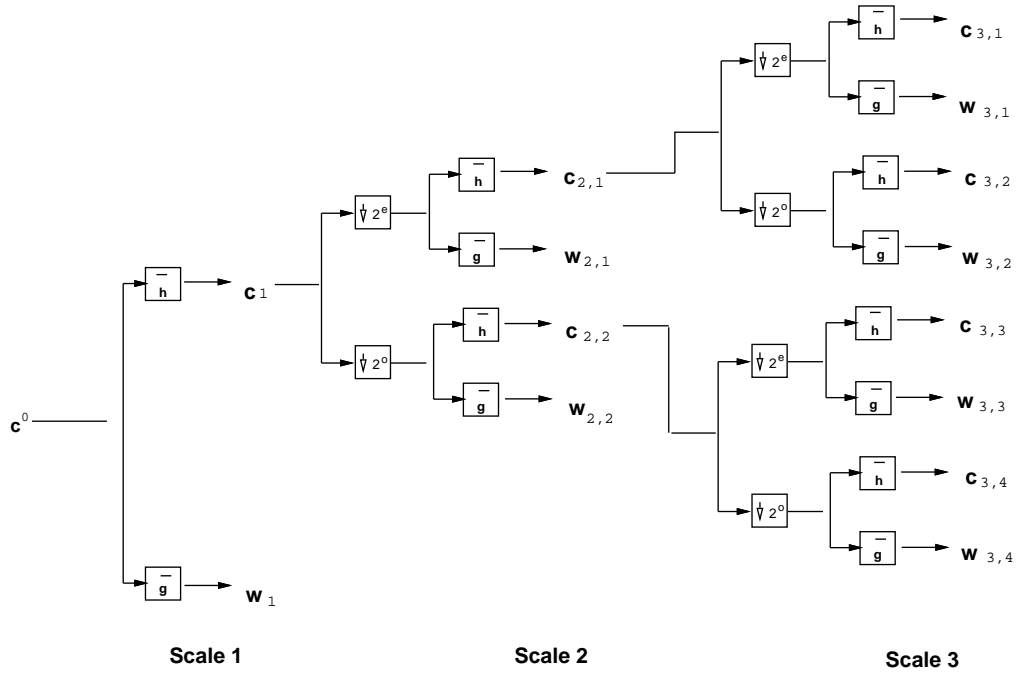 h̄ c 3,1
↓ 2ᵉ
ḡ w 3,1
h̄ c 2,1
h̄ c 3,2
↓ 2ᵉ
↓ 2ᵒ
ḡ w 2,1
ḡ w 3,2
h̄ c 1
h̄ c 2,2
h̄ c 3,3
↓ 2ᵒ
↓ 2ᵉ
ḡ w 2,2
ḡ w 3,3
c⁰
h̄ c 3,4
↓ 2ᵒ
ḡ w 3,4
ḡ w 1
Scale 1 Scale 2 Scale 3